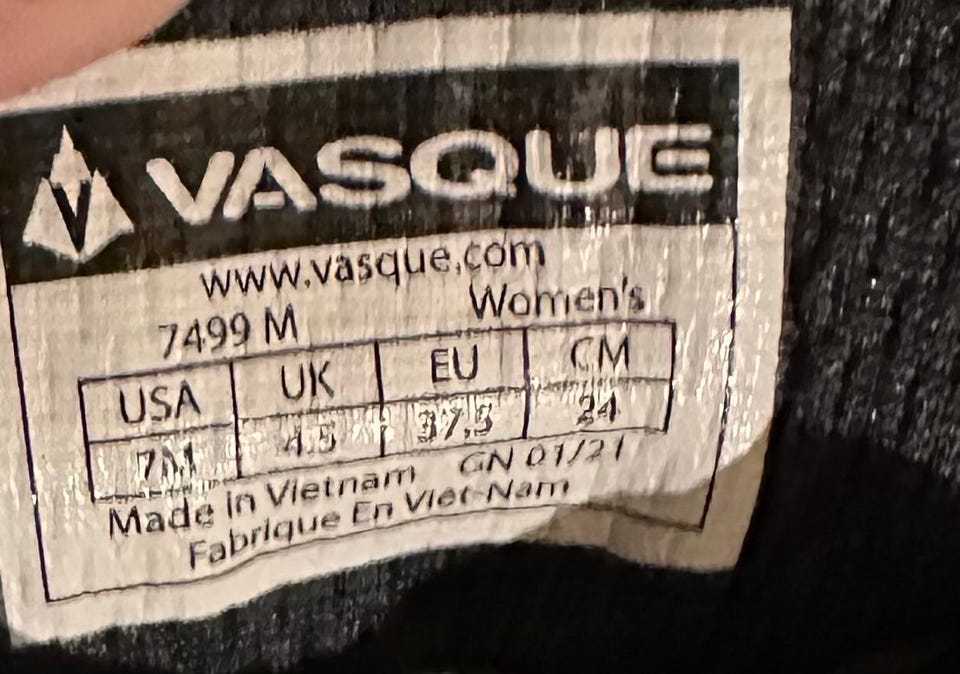 VASQUE
www.vasque.com
Women's
7499 M
USA UK EU CM
7M 4.5 37.5 24
GN 01/21
Made in Vietnam
Fabrique En Viet-Nam